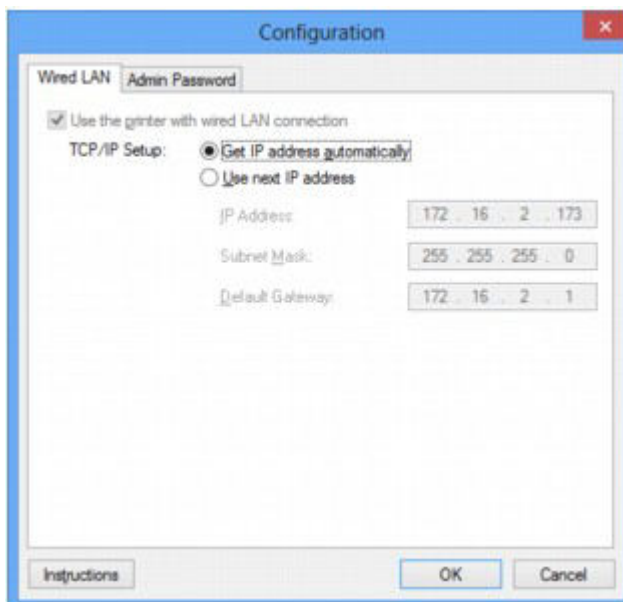 Configuration
Wired LAN Admin Password
Use the printer with wired LAN connection
TCP/IP Setup: Get IP address automatically
Use next IP address
IP Address: 172 . 16 . 2 . 173
Subnet Mask: 255 . 255 . 255 . 0
Default Gateway: 172 . 16 . 2 . 1
Instructions OK Cancel